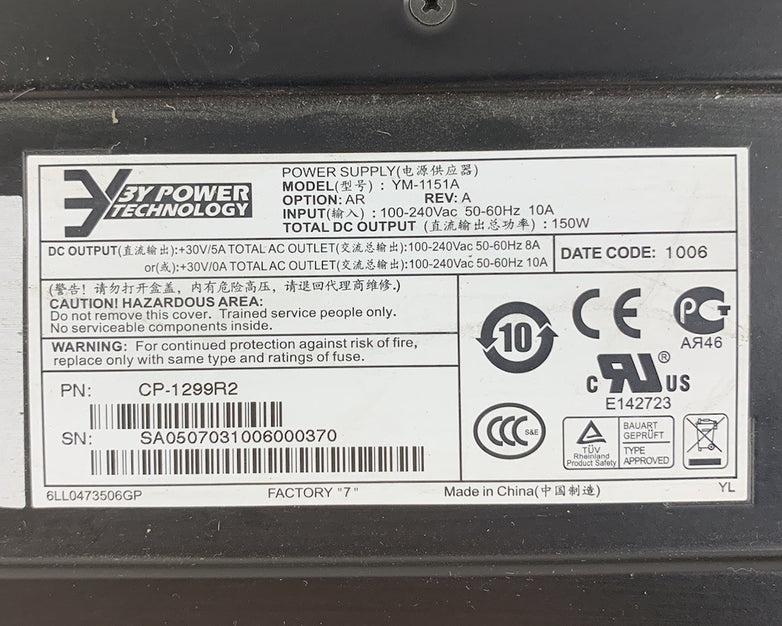 3Y POWER TECHNOLOGY
POWER SUPPLY(电源供应器)
MODEL(型号) : YM-1151A
OPTION: AR REV: A
INPUT(输入) : 100-240Vac 50-60Hz 10A
TOTAL DC OUTPUT (直流输出总功率) : 150W
DC OUTPUT(直流输出):+30V/5A TOTAL AC OUTLET(交流总输出):100-240Vac 50-60Hz 8A
or(或):+30V/0A TOTAL AC OUTLET(交流总输出):100-240Vac 50-60Hz 10A
DATE CODE: 1006
(警告! 请勿打开盒盖, 内有危险高压, 请退回代理商维修.)
CAUTION! HAZARDOUS AREA:
Do not remove this cover. Trained service people only.
No serviceable components inside.
WARNING: For continued protection against risk of fire,
replace only with same type and ratings of fuse.
PN: CP-1299R2
SN: SA0507031006000370
10
CE
PCT
АЯ46
c RU ® US
E142723
CCC S&E
TÜV
Rheinland
Product Safety
BAUART
GEPRÜFT
TYPE
APPROVED
6LL0473506GP FACTORY "7" Made in China(中国制造) YL